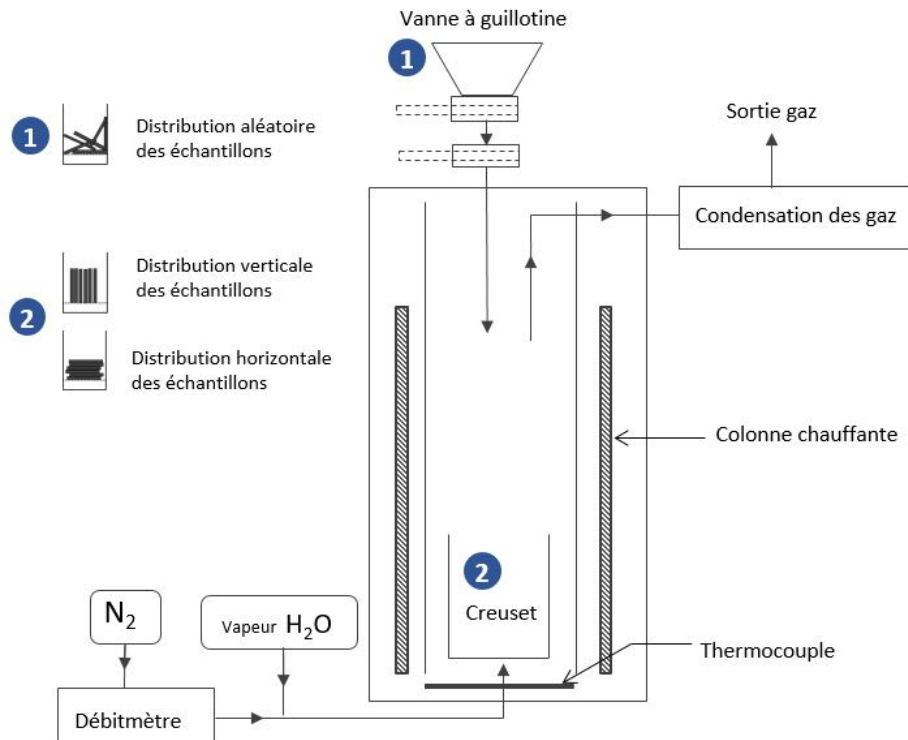 Vanne à guillotine
1
1
Distribution aléatoire
des échantillons
Sortie gaz
Condensation des gaz
2
Distribution verticale
des échantillons
Distribution horizontale
des échantillons
Colonne chauffante
2
Creuset
N₂
Vapeur H₂O
Thermocouple
Débitmètre